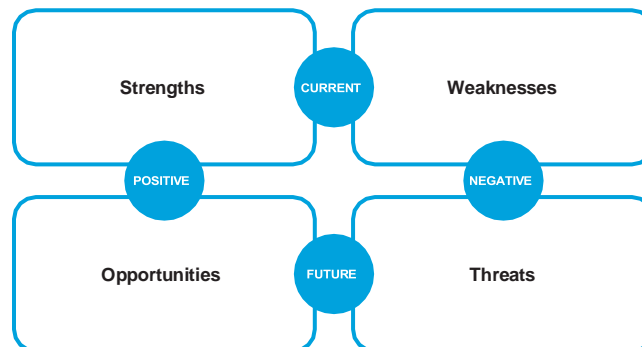 Strengths
CURRENT
Weaknesses
POSITIVE
NEGATIVE
Opportunities
FUTURE
Threats